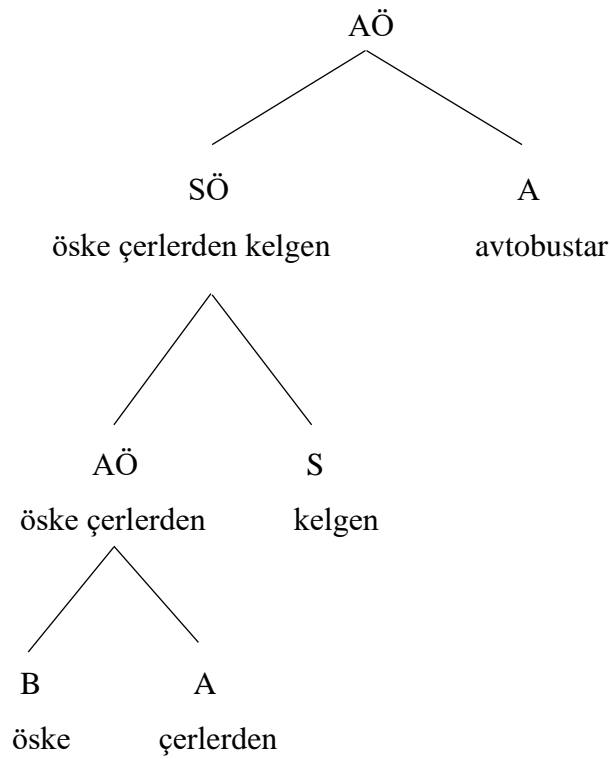 AÖ
SÖ A
öske çerlerden kelgen avtobustar
AÖ S
öske çerlerden kelgen
B A
öske çerlerden